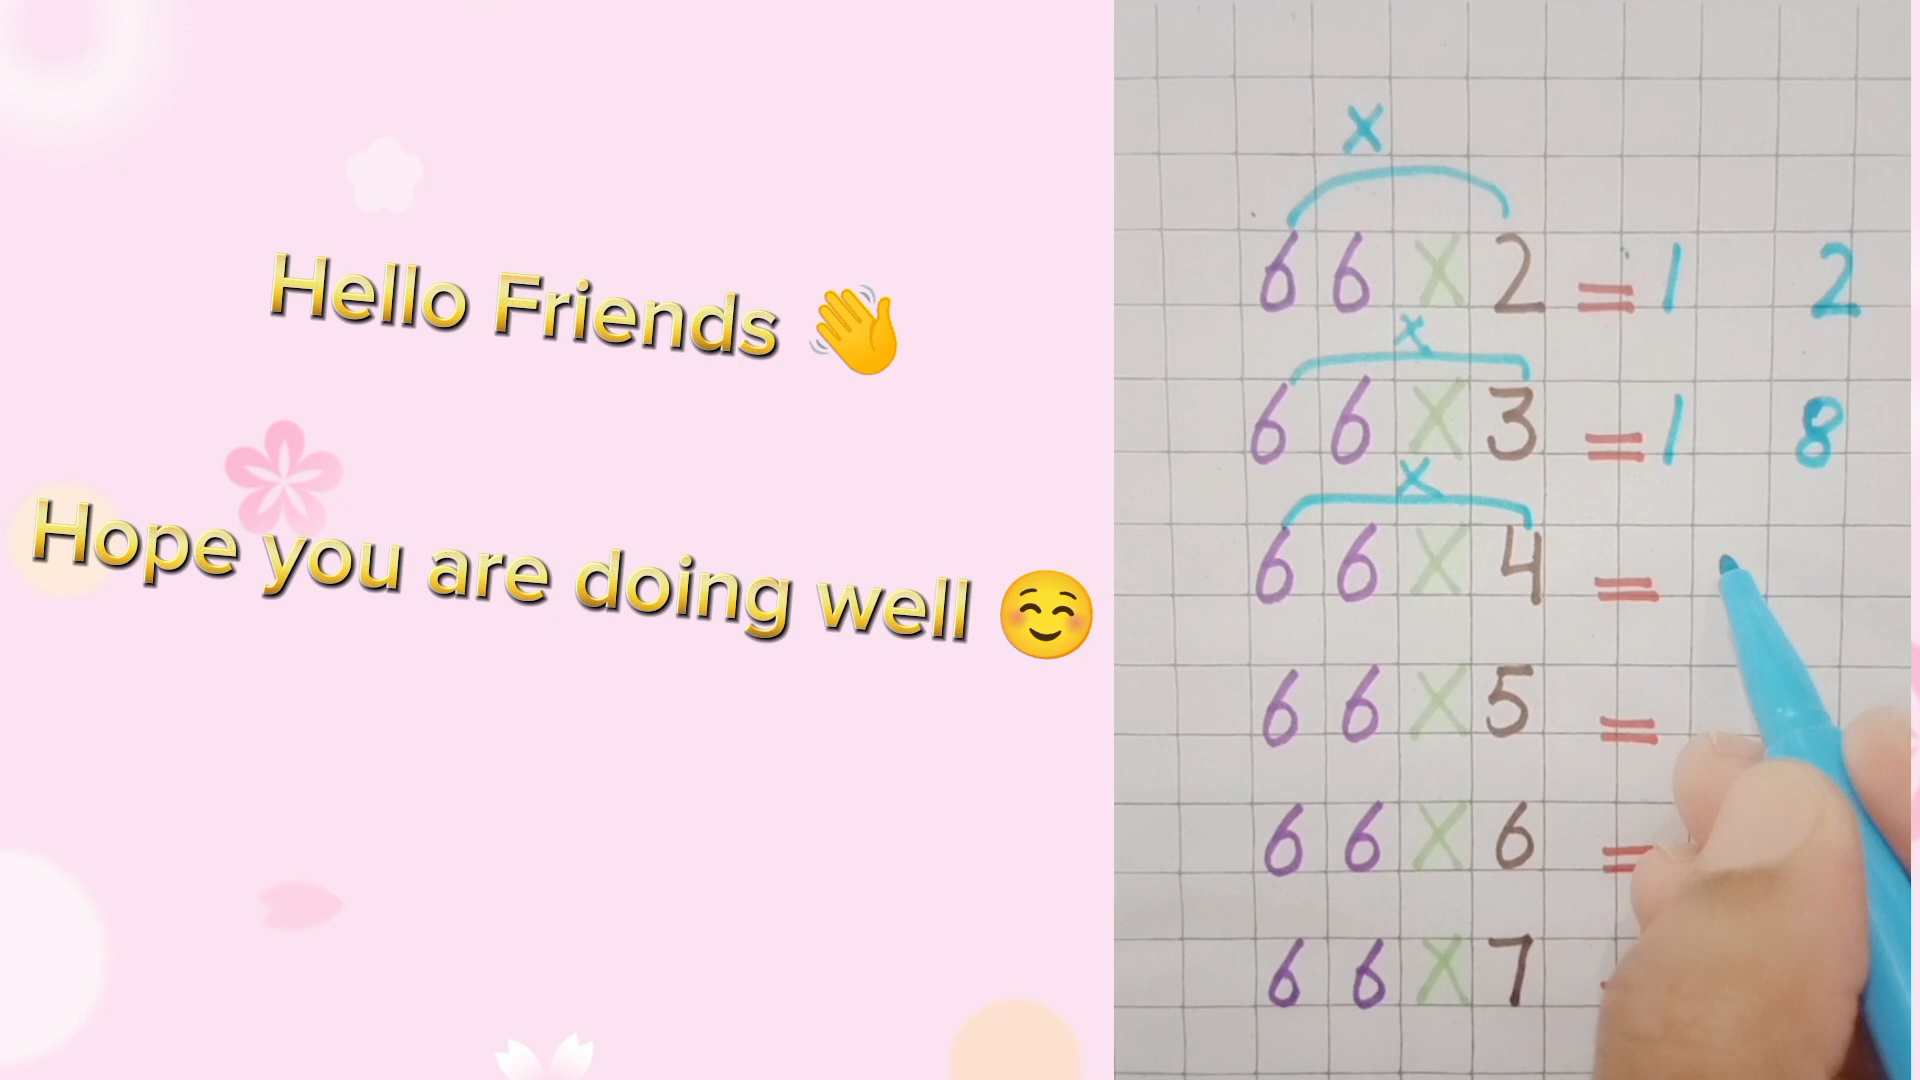 Hello Friends 👋
Hope you are doing well ☺️
x
66 X 2 = 1 2
x
66 X 3 = 1 8
x
66 X 4 =
66 X 5 =
66 X 6 =
66 X 7